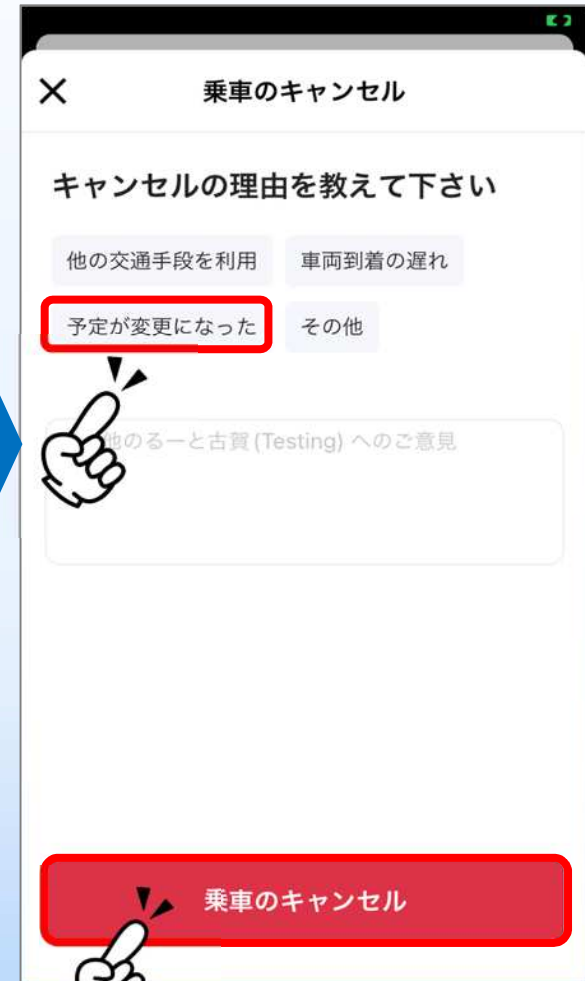 乗車のキャンセル
キャンセルの理由を教えて下さい
他の交通手段を利用
車両到着の遅れ
予定が変更になった
その他
他のるーと古賀 (Testing) へのご意見
乗車のキャンセル